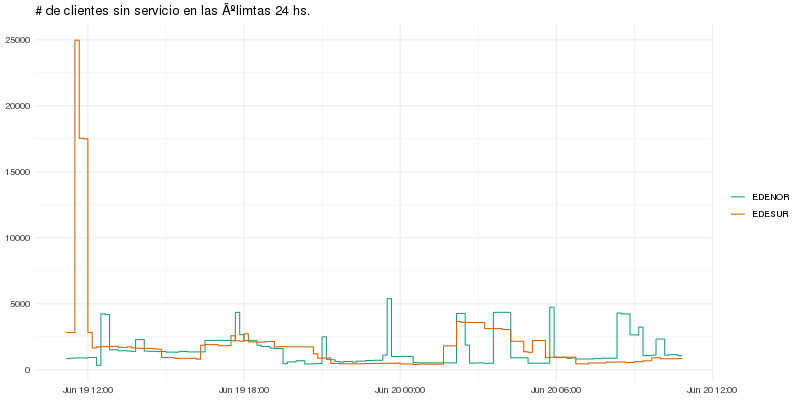 # de clientes sin servicio en las Ãºlimtas 24 hs.
25000
20000
15000
10000
5000
0
Jun 19 12:00
Jun 19 18:00
Jun 20 00:00
Jun 20 06:00
Jun 20 12:00
EDENOR
EDESUR